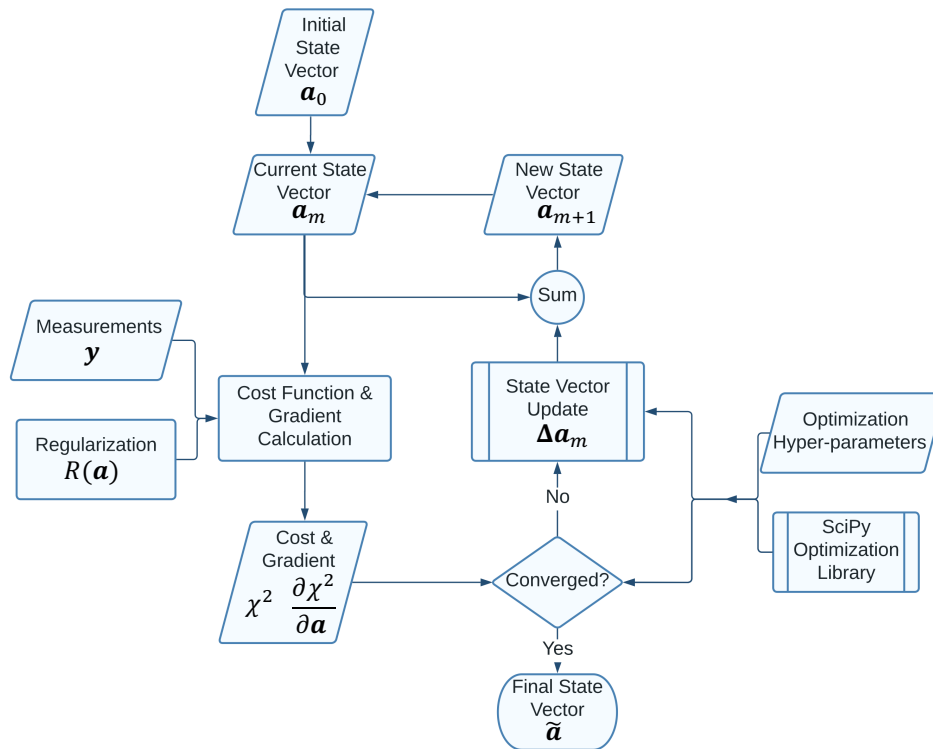 Initial
State
Vector
𝒂₀
Current State
Vector
𝒂ₘ
New State
Vector
𝒂ₘ₊₁
Sum
Measurements
𝒚
Regularization
R(𝒂)
Cost Function &
Gradient
Calculation
State Vector
Update
𝚫𝒂ₘ
Optimization
Hyper-parameters
SciPy
Optimization
Library
No
Cost &
Gradient
χ² ∂χ²/∂𝒂
Converged?
Yes
Final State
Vector
𝒂̃